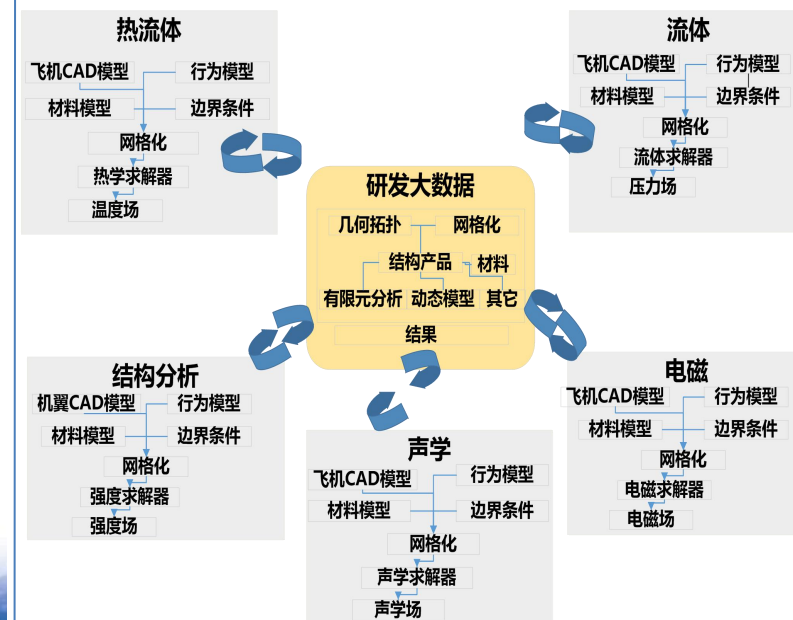 热流体
飞机CAD模型
行为模型
材料模型
边界条件
网格化
热学求解器
温度场
流体
飞机CAD模型
行为模型
材料模型
边界条件
网格化
流体求解器
压力场
研发大数据
几何拓扑
网格化
结构产品
材料
有限元分析
动态模型
其它
结果
结构分析
机翼CAD模型
行为模型
材料模型
边界条件
网格化
强度求解器
强度场
声学
飞机CAD模型
行为模型
材料模型
边界条件
网格化
声学求解器
声学场
电磁
飞机CAD模型
行为模型
材料模型
边界条件
网格化
电磁求解器
电磁场